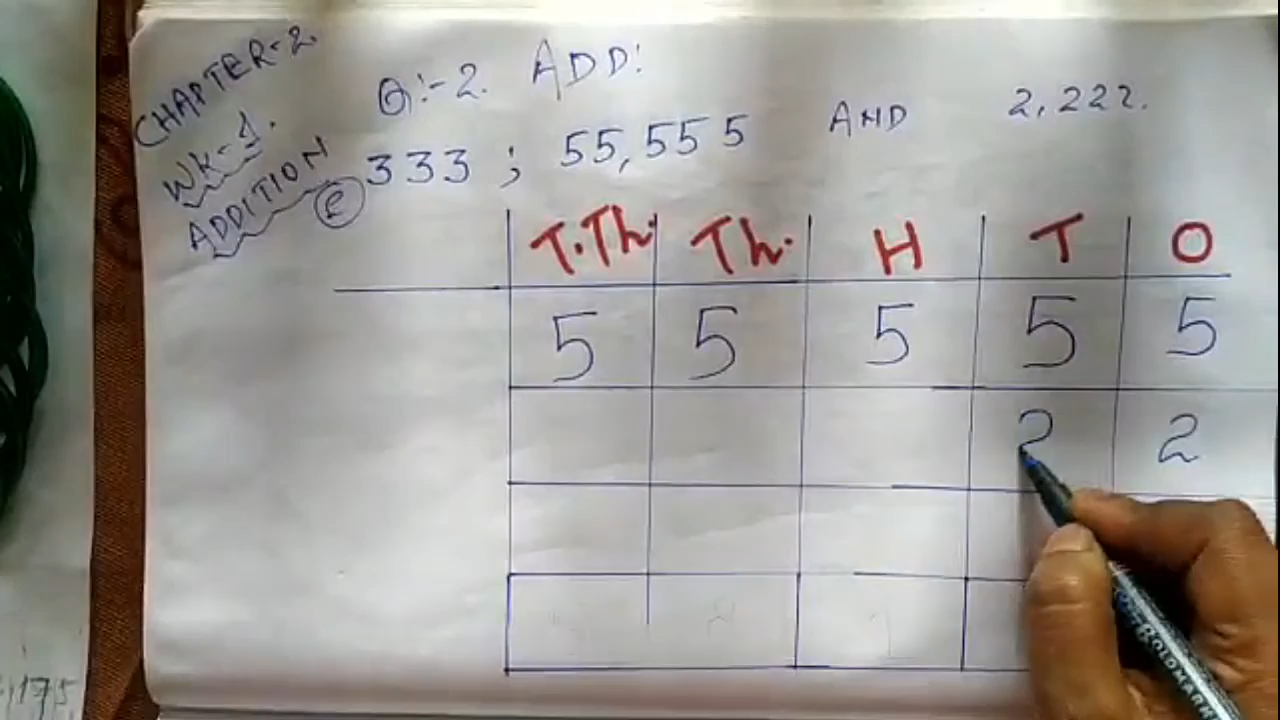 CHAPTER-2.
WK-1.
ADDITION
Q:-2. ADD:
(e) 333 ; 55,555 AND 2,222.
T.Th. Th. H T O
5 5 5 5 5
2 2
175